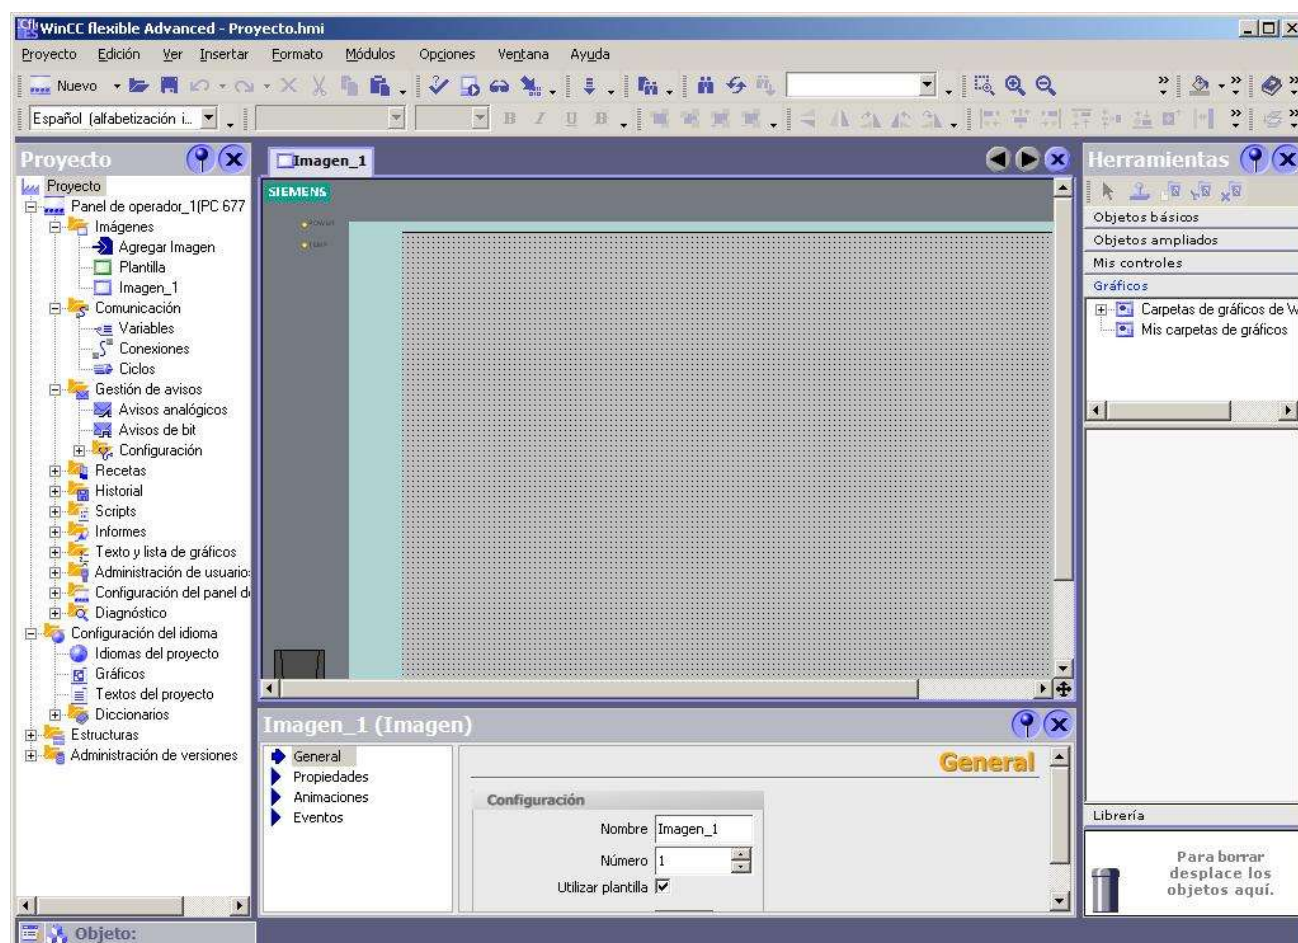 WinCC flexible Advanced - Proyecto.hmi
Proyecto Edición Ver Insertar Formato Módulos Opciones Ventana Ayuda
Nuevo
Español (alfabetización i...
Proyecto
Proyecto
Panel de operador_1(PC 677
Imágenes
Agregar Imagen
Plantilla
Imagen_1
Comunicación
Variables
Conexiones
Ciclos
Gestión de avisos
Avisos analógicos
Avisos de bit
Configuración
Recetas
Historial
Scripts
Informes
Texto y lista de gráficos
Administración de usuario
Configuración del panel d
Diagnóstico
Configuración del idioma
Idiomas del proyecto
Gráficos
Textos del proyecto
Diccionarios
Estructuras
Administración de versiones
Imagen_1
SIEMENS
POWER
Imagen_1 (Imagen)
General
Propiedades
Animaciones
Eventos
General
Configuración
Nombre Imagen_1
Número 1
Utilizar plantilla
Herramientas
Objetos básicos
Objetos ampliados
Mis controles
Gráficos
Carpetas de gráficos de W
Mis carpetas de gráficos
Librería
Para borrar
desplace los
objetos aquí.
Objeto: